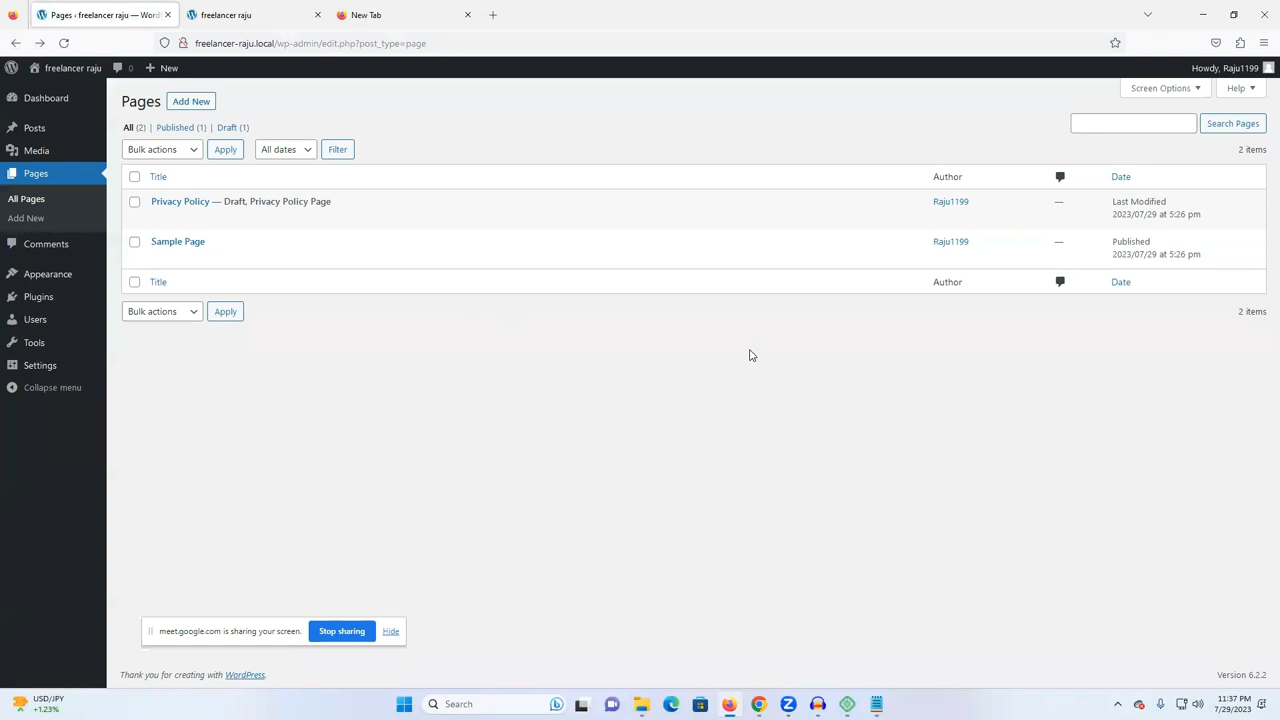 Pages ‹ freelancer raju — Word
freelancer raju
New Tab
freelancer-raju.local/wp-admin/edit.php?post_type=page
freelancer raju
0
New
Howdy, Raju1199
Dashboard
Posts
Media
Pages
All Pages
Add New
Comments
Appearance
Plugins
Users
Tools
Settings
Collapse menu
Pages
Add New
Screen Options
Help
All (2) | Published (1) | Draft (1)
Search Pages
Bulk actions
Apply
All dates
Filter
2 items
Title
Author
Date
Privacy Policy — Draft, Privacy Policy Page
Raju1199
—
Last Modified
2023/07/29 at 5:26 pm
Sample Page
Raju1199
—
Published
2023/07/29 at 5:26 pm
Title
Author
Date
Bulk actions
Apply
2 items
meet.google.com is sharing your screen.
Stop sharing
Hide
Thank you for creating with WordPress.
Version 6.2.2
USD/JPY
+1.23%
Search
11:37 PM
7/29/2023